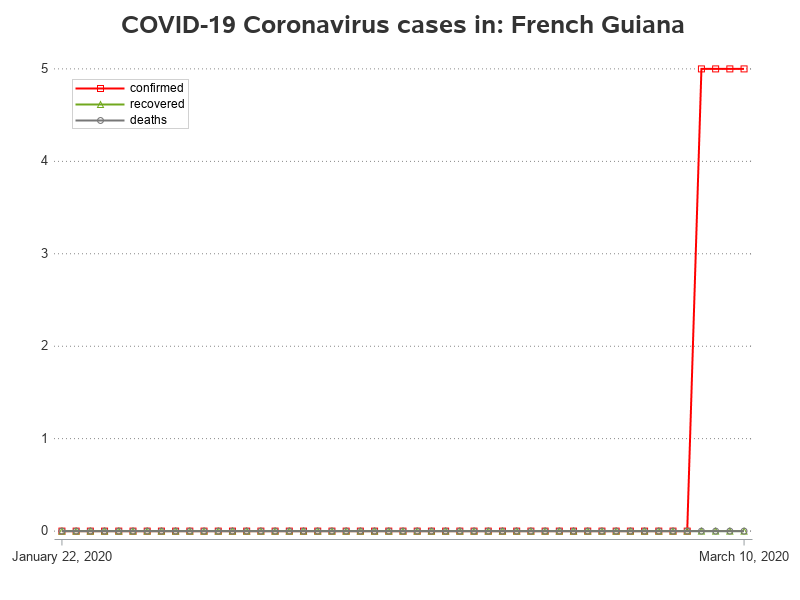 COVID-19 Coronavirus cases in: French Guiana
5
confirmed
recovered
deaths
4
3
2
1
0
January 22, 2020
March 10, 2020